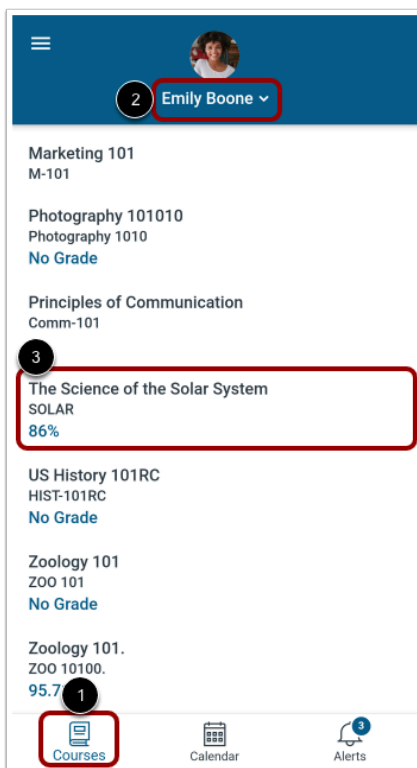 2
Emily Boone
Marketing 101
M-101
Photography 101010
Photography 1010
No Grade
Principles of Communication
Comm-101
3
The Science of the Solar System
SOLAR
86%
US History 101RC
HIST-101RC
No Grade
Zoology 101
ZOO 101
No Grade
Zoology 101.
ZOO 10100.
1
3
Courses
Calendar
Alerts